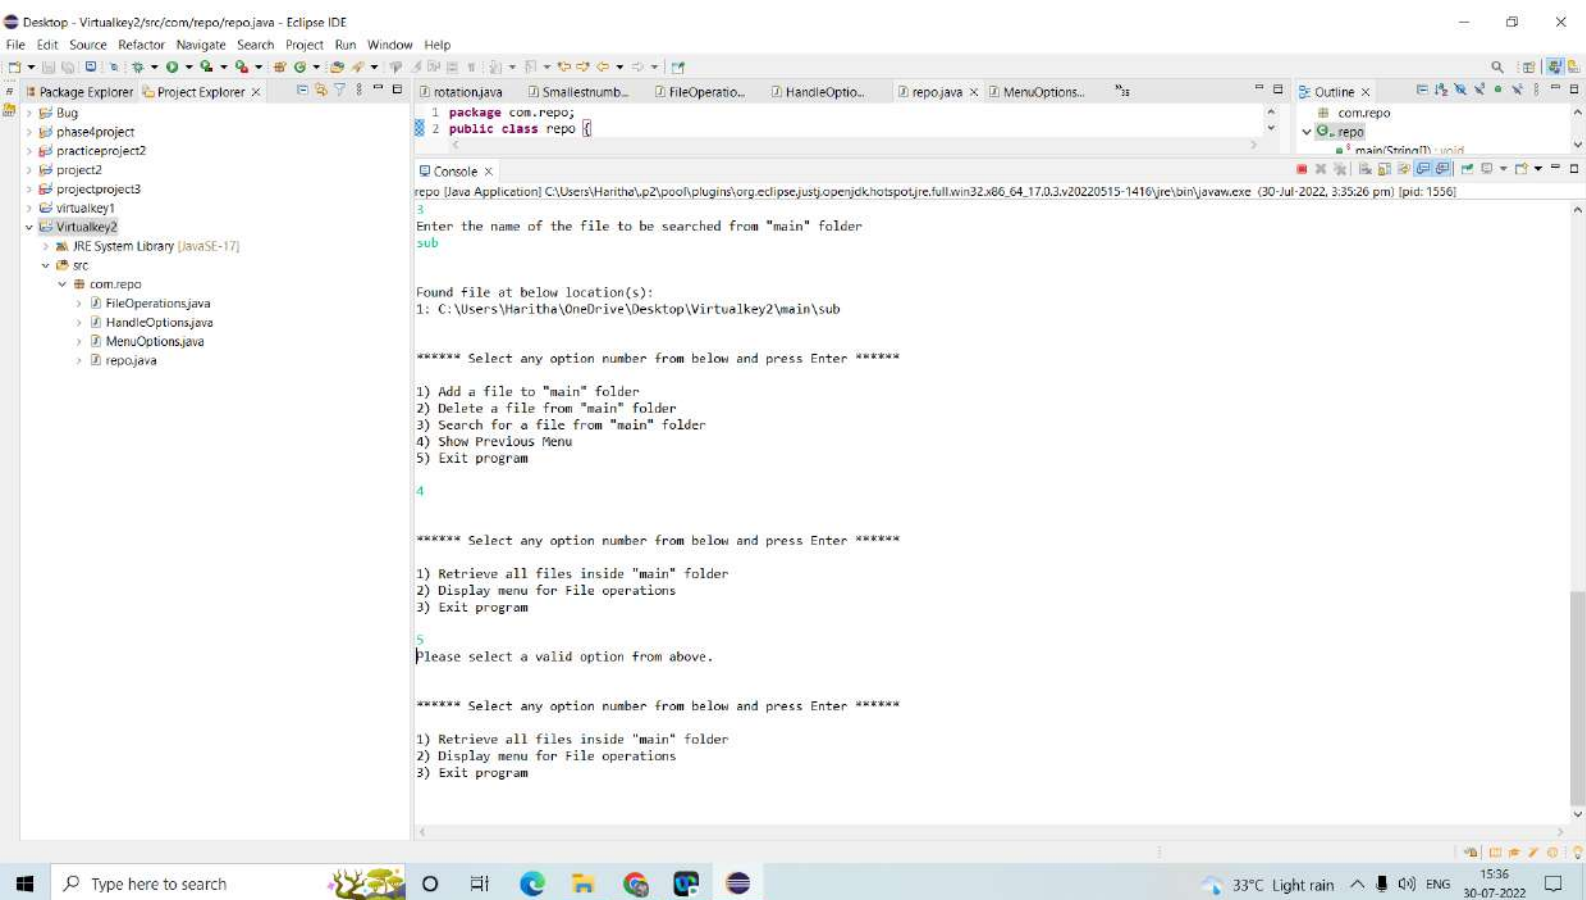 Desktop - Virtualkey2/src/com/repo/repo.java - Eclipse IDE
File Edit Source Refactor Navigate Search Project Run Window Help
Package Explorer Project Explorer
rotation.java Smallestnumb... FileOperatio... HandleOptio... repo.java MenuOptions...
Outline
Bug
phase4project
practiceproject2
project2
projectproject3
virtualkey1
Virtualkey2
JRE System Library [JavaSE-17]
src
com.repo
FileOperations.java
HandleOptions.java
MenuOptions.java
repo.java
1 package com.repo;
2 public class repo {
com.repo
repo
main(String[]) : void
Console
repo [Java Application] C:\Users\Haritha\.p2\pool\plugins\org.eclipse.justj.openjdk.hotspot.jre.full.win32.x86_64_17.0.3.v20220515-1416\jre\bin\javaw.exe (30-Jul-2022, 3:35:26 pm) [pid: 1556]
3
Enter the name of the file to be searched from "main" folder
sub
Found file at below location(s):
1: C:\Users\Haritha\OneDrive\Desktop\Virtualkey2\main\sub
****** Select any option number from below and press Enter ******
1) Add a file to "main" folder
2) Delete a file from "main" folder
3) Search for a file from "main" folder
4) Show Previous Menu
5) Exit program
4
****** Select any option number from below and press Enter ******
1) Retrieve all files inside "main" folder
2) Display menu for File operations
3) Exit program
5
Please select a valid option from above.
****** Select any option number from below and press Enter ******
1) Retrieve all files inside "main" folder
2) Display menu for File operations
3) Exit program
Type here to search
33°C Light rain
ENG
15:36
30-07-2022